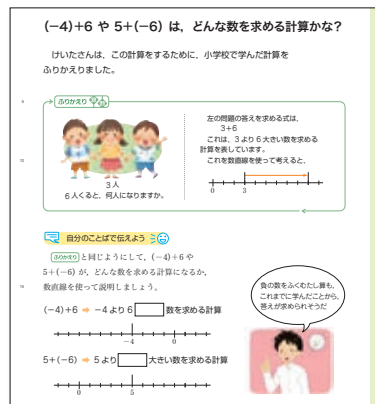 (−4)+6 や 5+(−6) は，どんな数を求める計算かな？
けいたさんは，この計算をするために，小学校で学んだ計算を
ふりかえりました。
5
ふりかえり
左の問題の答えを求める式は，
3+6
これは，3より6大きい数を求める
計算を表しています。
これを数直線を使って考えると，
10
3人
6人くると，何人になりますか。
0 3
自分のことばで伝えよう
ふりかえり と同じようにして，(−4)+6 や
5+(−6) が，どんな数を求める計算になるか，
数直線を使って説明しましょう。
15
(−4)+6 ➡ −4より6 数を求める計算
−4 0
5+(−6) ➡ 5より 大きい数を求める計算
0 5
負の数をふくむたし算も，
これまでに学んだことから，
答えが求められそうだ